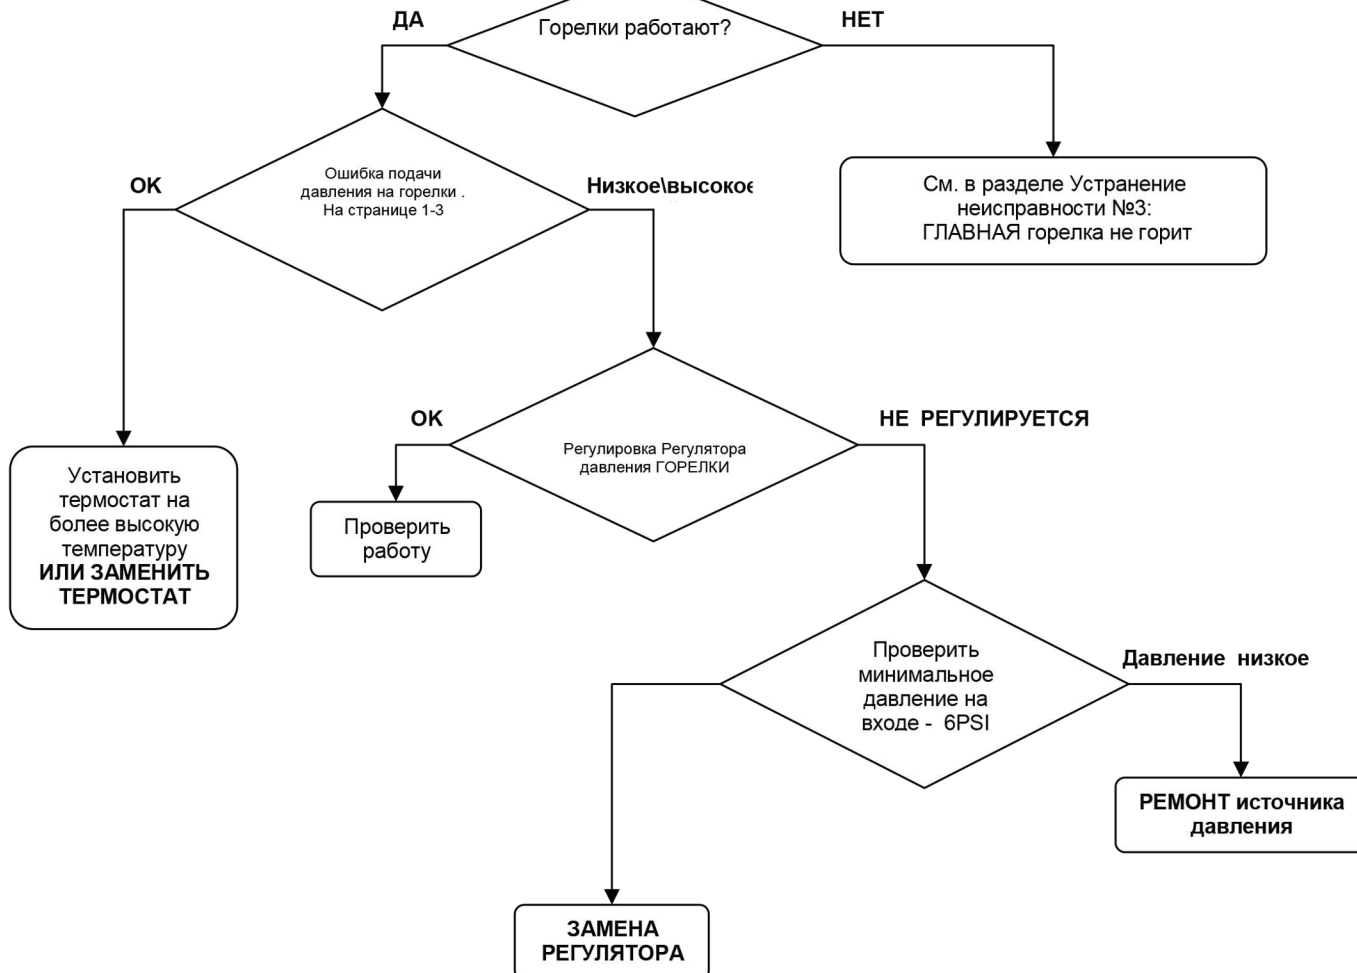 ДА
Горелки работают?
НЕТ
Ошибка подачи
давления на горелки .
На странице 1-3
ОК
Низкое\высокое
См. в разделе Устранение
неисправности №3:
ГЛАВНАЯ горелка не горит
ОК
НЕ РЕГУЛИРУЕТСЯ
Регулировка Регулятора
давления ГОРЕЛКИ
Установить
термостат на
более высокую
температуру
ИЛИ ЗАМЕНИТЬ
ТЕРМОСТАТ
Проверить
работу
Проверить
минимальное
давление на
входе - 6PSI
Давление низкое
РЕМОНТ источника
давления
ЗАМЕНА
РЕГУЛЯТОРА